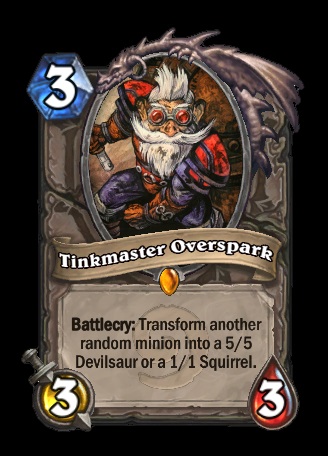 3
Tinkmaster Overspark
Battlecry: Transform another
random minion into a 5/5
Devilsaur or a 1/1 Squirrel.
3
3